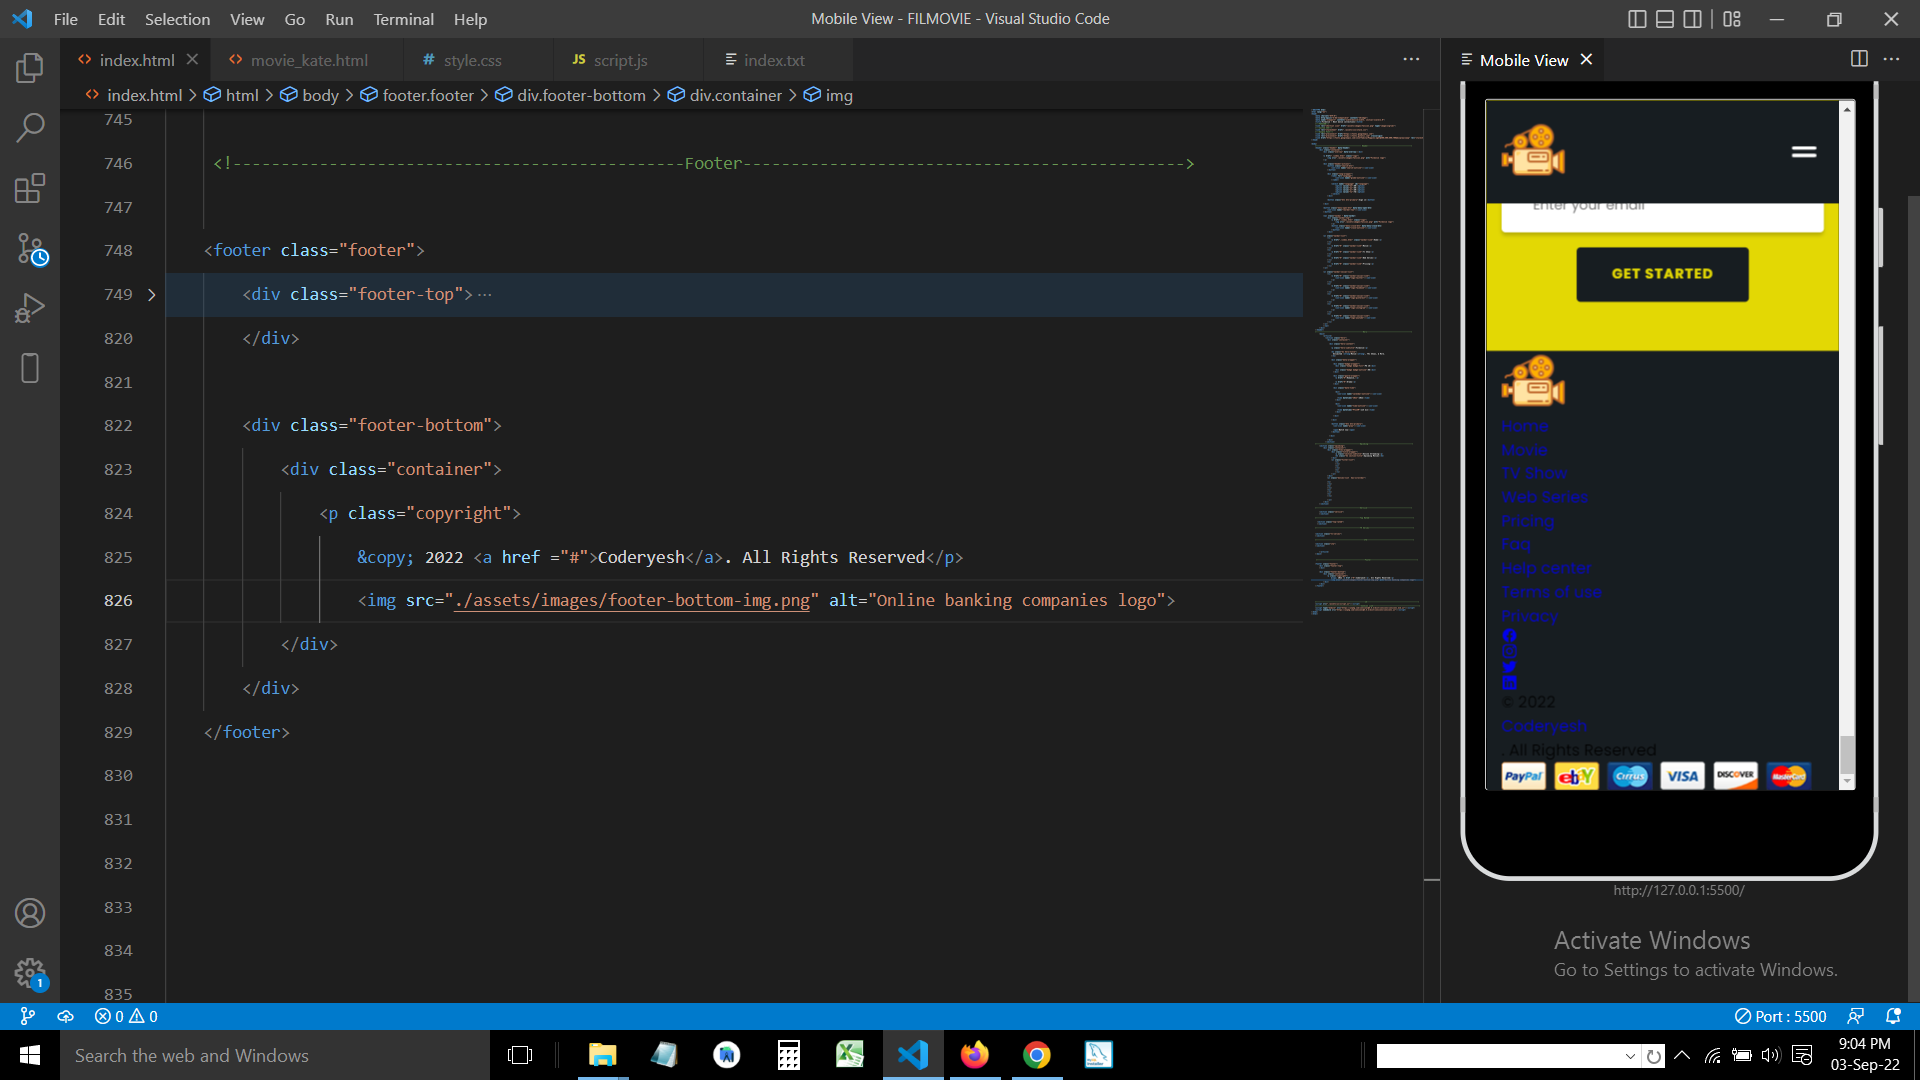 File Edit Selection View Go Run Terminal Help
Mobile View - FILMOVIE - Visual Studio Code
index.html
movie_kate.html
# style.css
JS script.js
index.txt
Mobile View
index.html > html > body > footer.footer > div.footer-bottom > div.container > img
745
746 <!-----------------------------------------------Footer---------------------------------------------->
747
748 <footer class="footer">
749 <div class="footer-top"> ...
820 </div>
821
822 <div class="footer-bottom">
823 <div class="container">
824 <p class="copyright">
825 &copy; 2022 <a href ="#">Coderyesh</a>. All Rights Reserved</p>
826 <img src="./assets/images/footer-bottom-img.png" alt="Online banking companies logo">
827 </div>
828 </div>
829 </footer>
830
831
832
833
834
835
Enter your email
GET STARTED
Home
Movie
TV Show
Web Series
Pricing
Faq
Help center
Terms of use
Privacy
© 2022
Coderyesh
. All Rights Reserved
PayPal ebY Cirrus VISA DISCOVER MasterCard
http://127.0.0.1:5500/
Activate Windows
Go to Settings to activate Windows.
1
0 0
Port : 5500
Search the web and Windows
9:04 PM
03-Sep-22